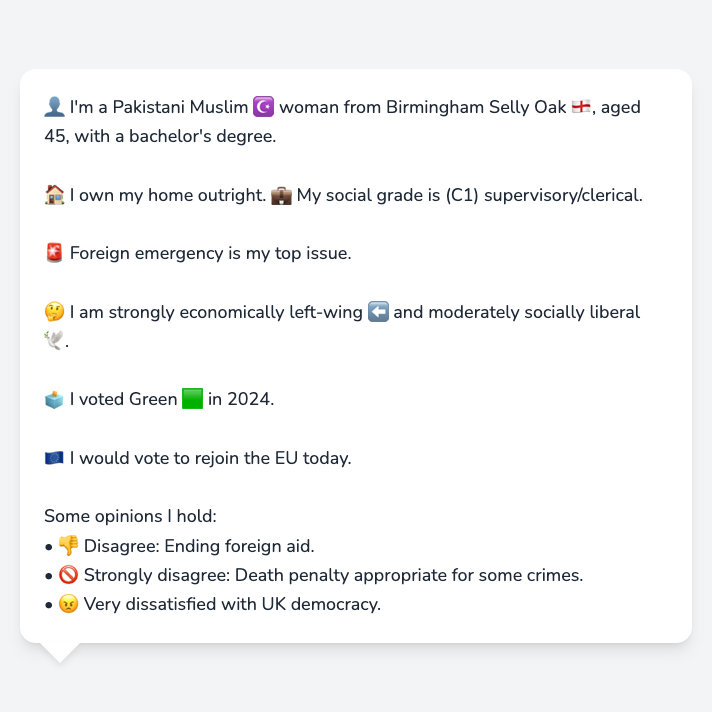 👤 I'm a Pakistani Muslim ☪️ woman from Birmingham Selly Oak 🏴󠁧󠁢󠁥󠁮󠁧󠁿, aged
45, with a bachelor's degree.
🏠 I own my home outright. 💼 My social grade is (C1) supervisory/clerical.
🚨 Foreign emergency is my top issue.
🤔 I am strongly economically left-wing ⬅️ and moderately socially liberal
🕊️.
🗳️ I voted Green 🟩 in 2024.
🇪🇺 I would vote to rejoin the EU today.
Some opinions I hold:
• 👎 Disagree: Ending foreign aid.
• 🚫 Strongly disagree: Death penalty appropriate for some crimes.
• 😠 Very dissatisfied with UK democracy.